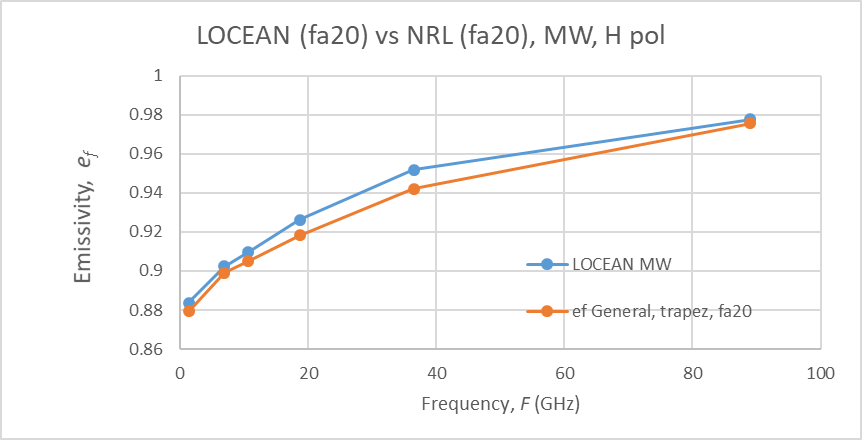 LOCEAN (fa20) vs NRL (fa20), MW, H pol
1
0.98
0.96
0.94
0.92
0.9
0.88
0.86
Emissivity, ef
LOCEAN MW
ef General, trapez, fa20
0 20 40 60 80 100
Frequency, F (GHz)